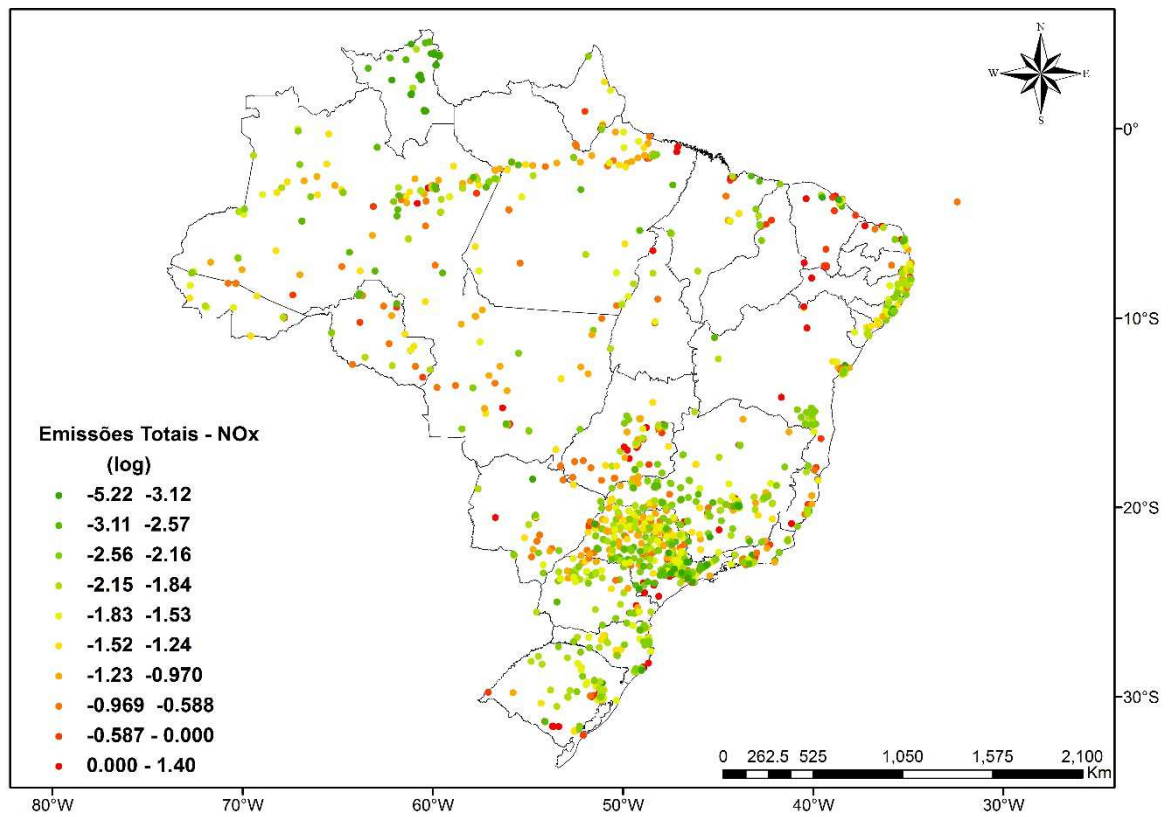 N
W E
S
0°
10°S
20°S
30°S
Emissões Totais - NOx
(log)
-5.22 -3.12
-3.11 -2.57
-2.56 -2.16
-2.15 -1.84
-1.83 -1.53
-1.52 -1.24
-1.23 -0.970
-0.969 -0.588
-0.587 - 0.000
0.000 - 1.40
0 262.5 525 1,050 1,575 2,100
Km
80°W 70°W 60°W 50°W 40°W 30°W